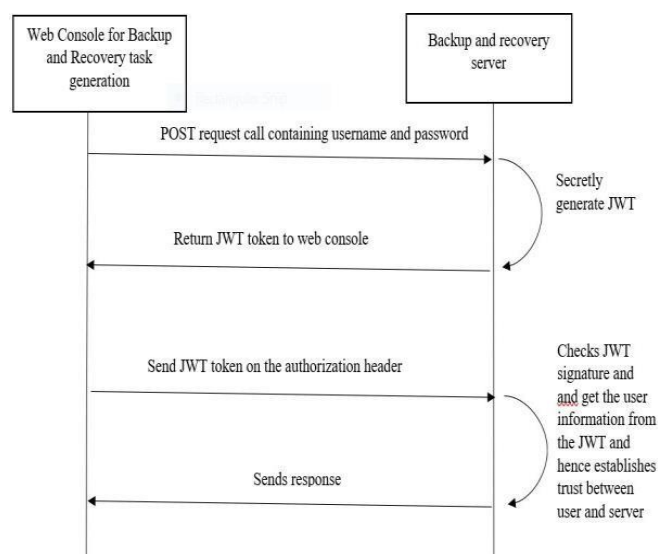 Web Console for Backup
and Recovery task
generation
Backup and recovery
server
POST request call containing username and password
Secretly
generate JWT
Return JWT token to web console
Send JWT token on the authorization header
Checks JWT
signature and
and get the user
information from
the JWT and
hence establishes
trust between
user and server
Sends response